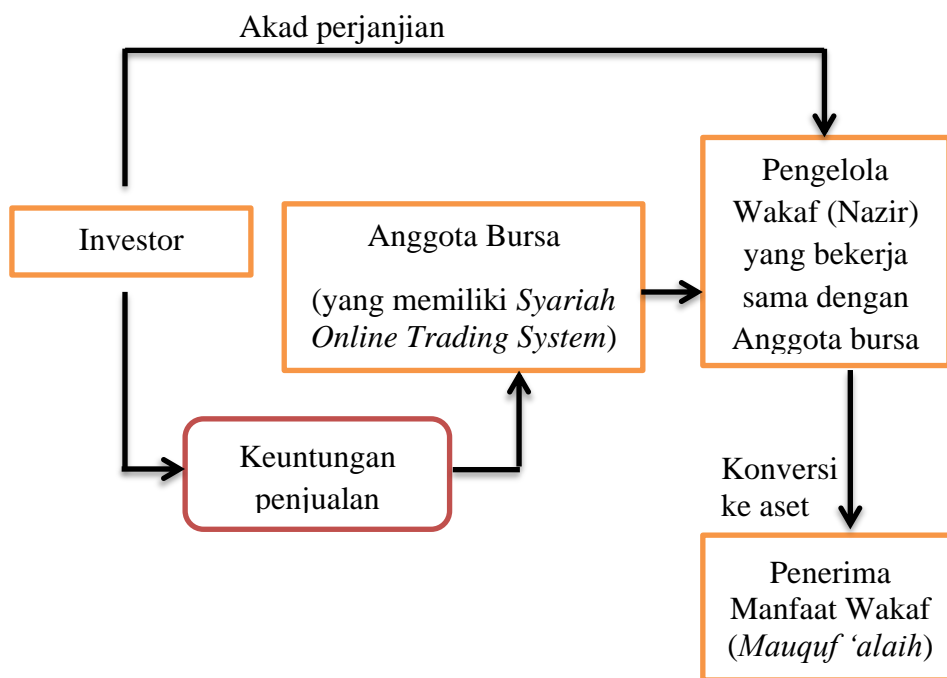 Akad perjanjian
Investor
Anggota Bursa
(yang memiliki Syariah
Online Trading System)
Pengelola
Wakaf (Nazir)
yang bekerja
sama dengan
Anggota bursa
Keuntungan
penjualan
Konversi
ke aset
Penerima
Manfaat Wakaf
(Mauquf ‘alaih)